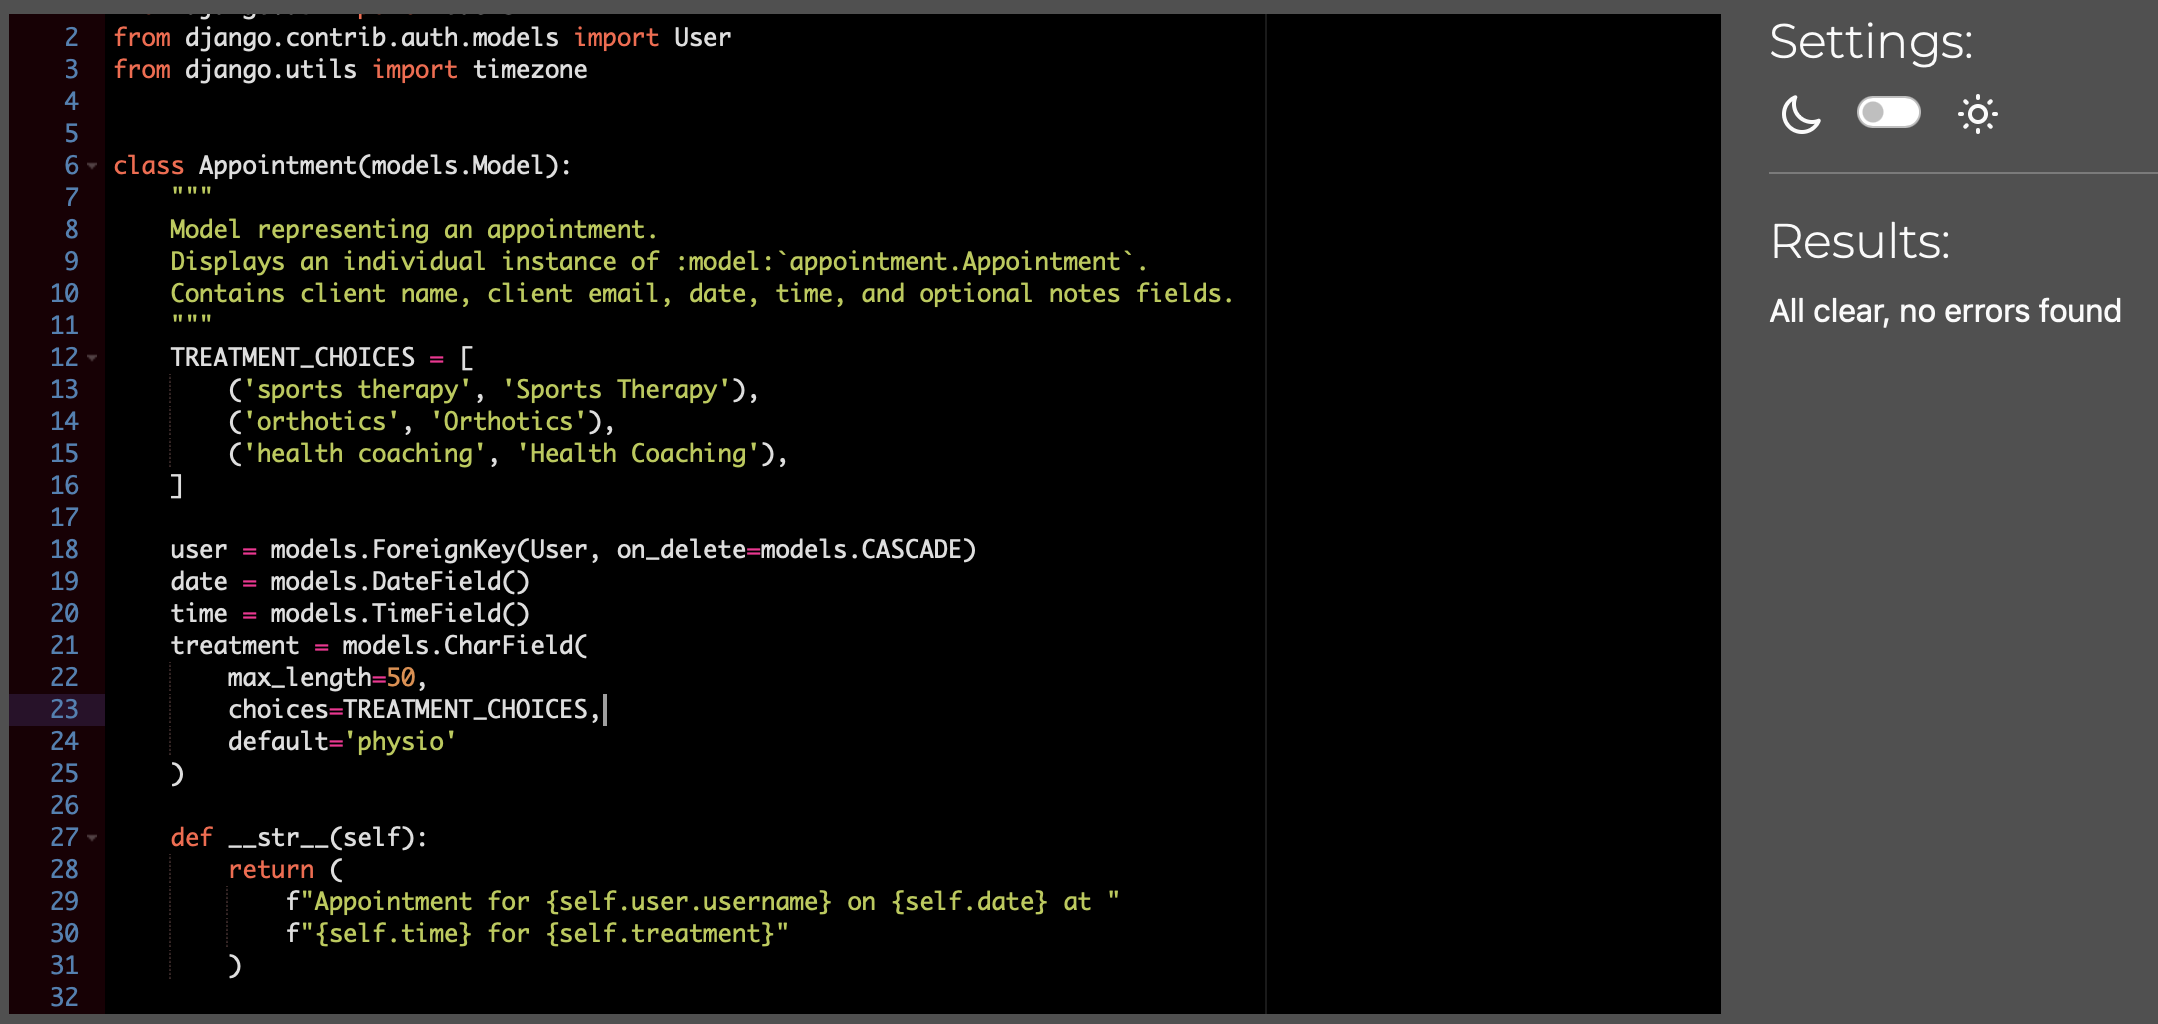 2 from django.contrib.auth.models import User
3 from django.utils import timezone
4
5
6 class Appointment(models.Model):
7     """
8     Model representing an appointment.
9     Displays an individual instance of :model:`appointment.Appointment`.
10     Contains client name, client email, date, time, and optional notes fields.
11     """
12     TREATMENT_CHOICES = [
13         ('sports therapy', 'Sports Therapy'),
14         ('orthotics', 'Orthotics'),
15         ('health coaching', 'Health Coaching'),
16     ]
17
18     user = models.ForeignKey(User, on_delete=models.CASCADE)
19     date = models.DateField()
20     time = models.TimeField()
21     treatment = models.CharField(
22         max_length=50,
23         choices=TREATMENT_CHOICES,
24         default='physio'
25     )
26
27     def __str__(self):
28         return (
29             f"Appointment for {self.user.username} on {self.date} at "
30             f"{self.time} for {self.treatment}"
31         )
32
Settings:
Results:
All clear, no errors found